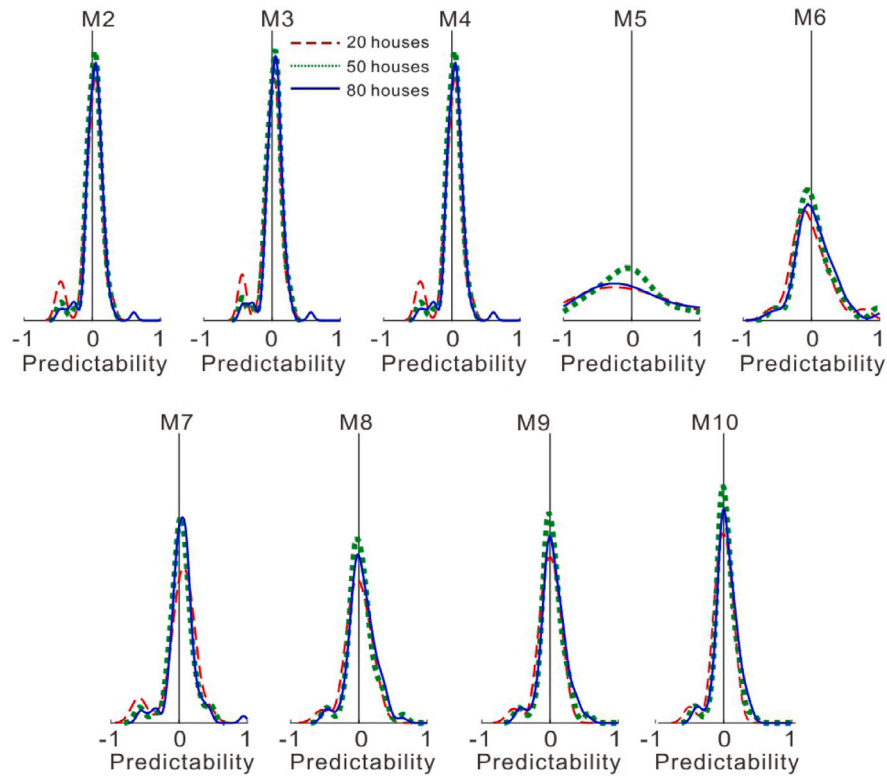 M2 M3 M4 M5 M6
20 houses
50 houses
80 houses
-1 0 1 -1 0 1 -1 0 1 -1 0 1 -1 0 1
Predictability Predictability Predictability Predictability Predictability
M7 M8 M9 M10
-1 0 1 -1 0 1 -1 0 1 -1 0 1
Predictability Predictability Predictability Predictability